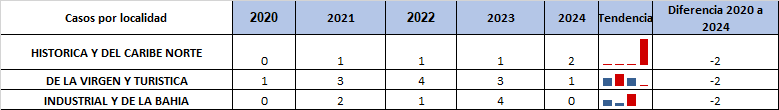 Casos por localidad 2020 2021 2022 2023 2024 Tendencia Diferencia 2020 a 2024
HISTORICA Y DEL CARIBE NORTE 0 1 1 1 2 -2
DE LA VIRGEN Y TURISTICA 1 3 4 3 1 -2
INDUSTRIAL Y DE LA BAHIA 0 2 1 4 0 -2